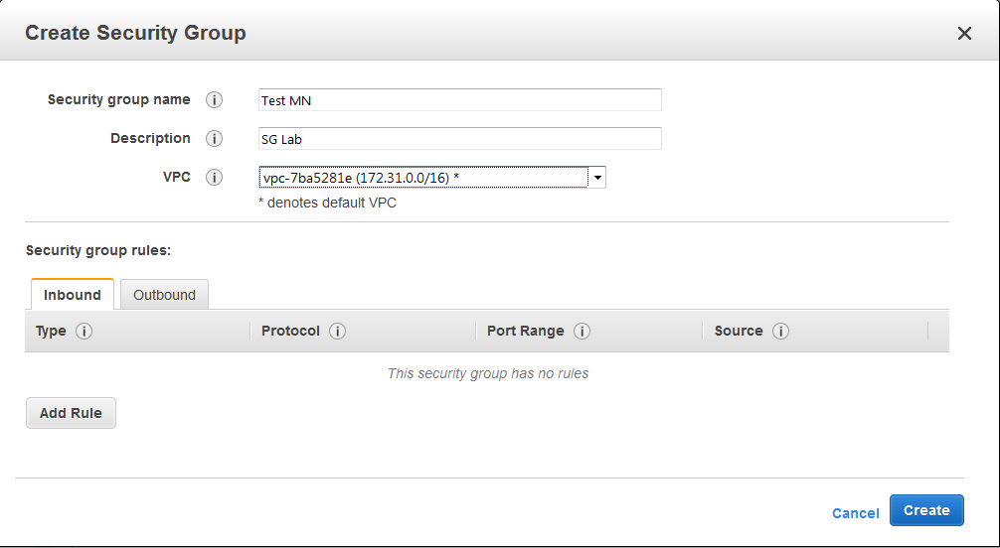 Create Security Group
Security group name i Test MN
Description i SG Lab
VPC i vpc-7ba5281e (172.31.0.0/16) *
* denotes default VPC
Security group rules:
Inbound Outbound
Type i Protocol i Port Range i Source i
This security group has no rules
Add Rule
Cancel Create